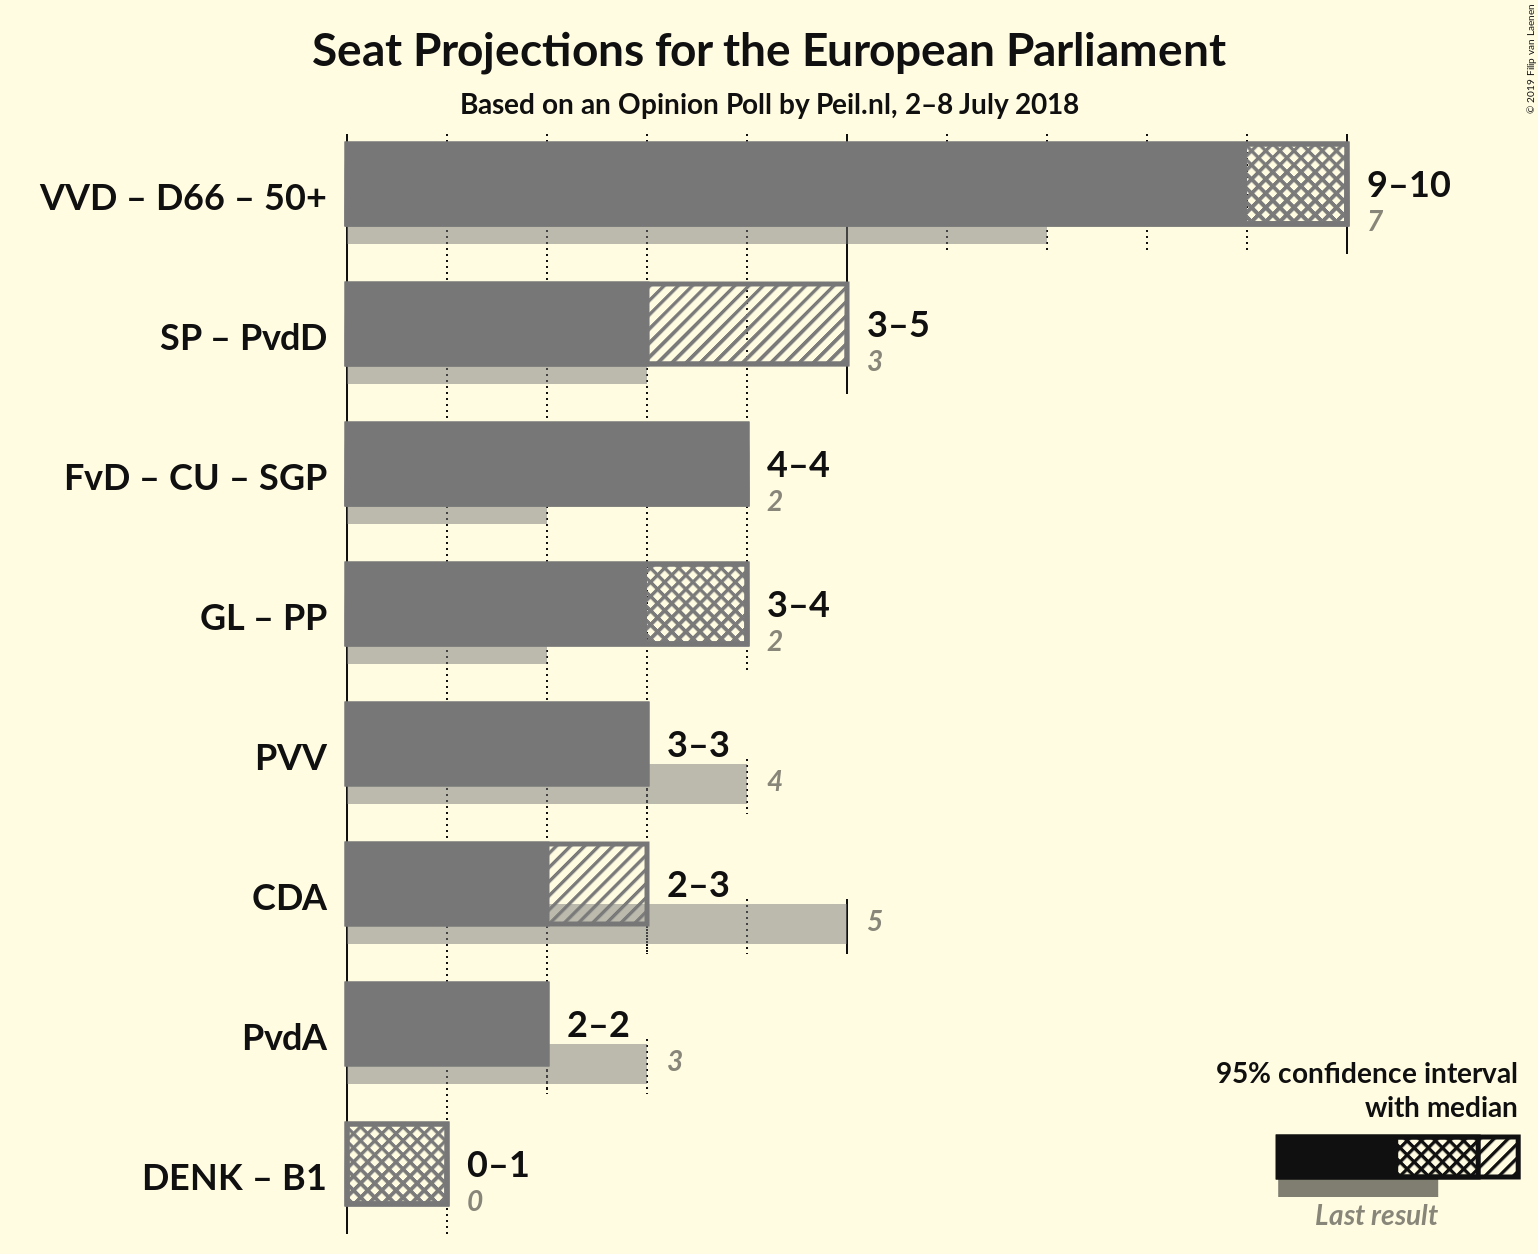 Seat Projections for the European Parliament
Based on an Opinion Poll by Peil.nl, 2–8 July 2018
© 2019 Filip van Laenen
VVD – D66 – 50+
9–10
7
SP – PvdD
3–5
3
FvD – CU – SGP
4–4
2
GL – PP
3–4
2
PVV
3–3
4
CDA
2–3
5
PvdA
2–2
3
DENK – B1
0–1
0
95% confidence interval
with median
Last result